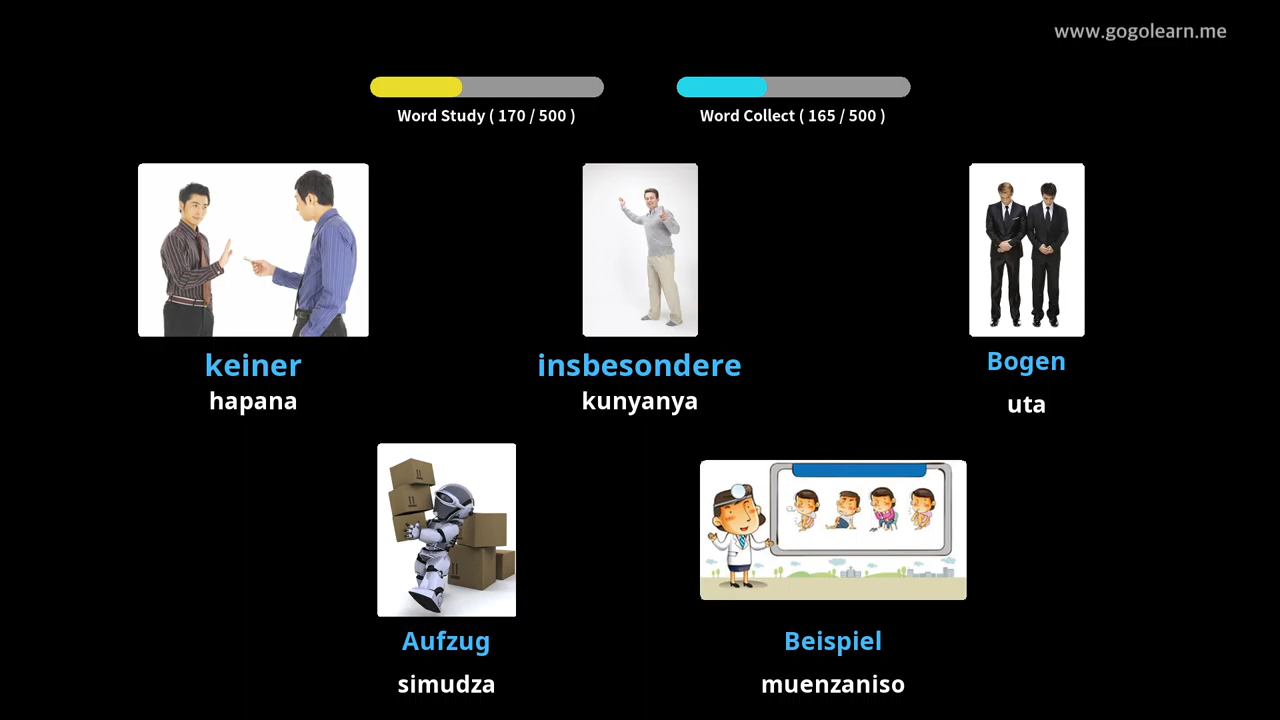 www.gogolearn.me
Word Study ( 170 / 500 )
Word Collect ( 165 / 500 )
keiner
hapana
insbesondere
kunyanya
Bogen
uta
Aufzug
simudza
Beispiel
muenzaniso